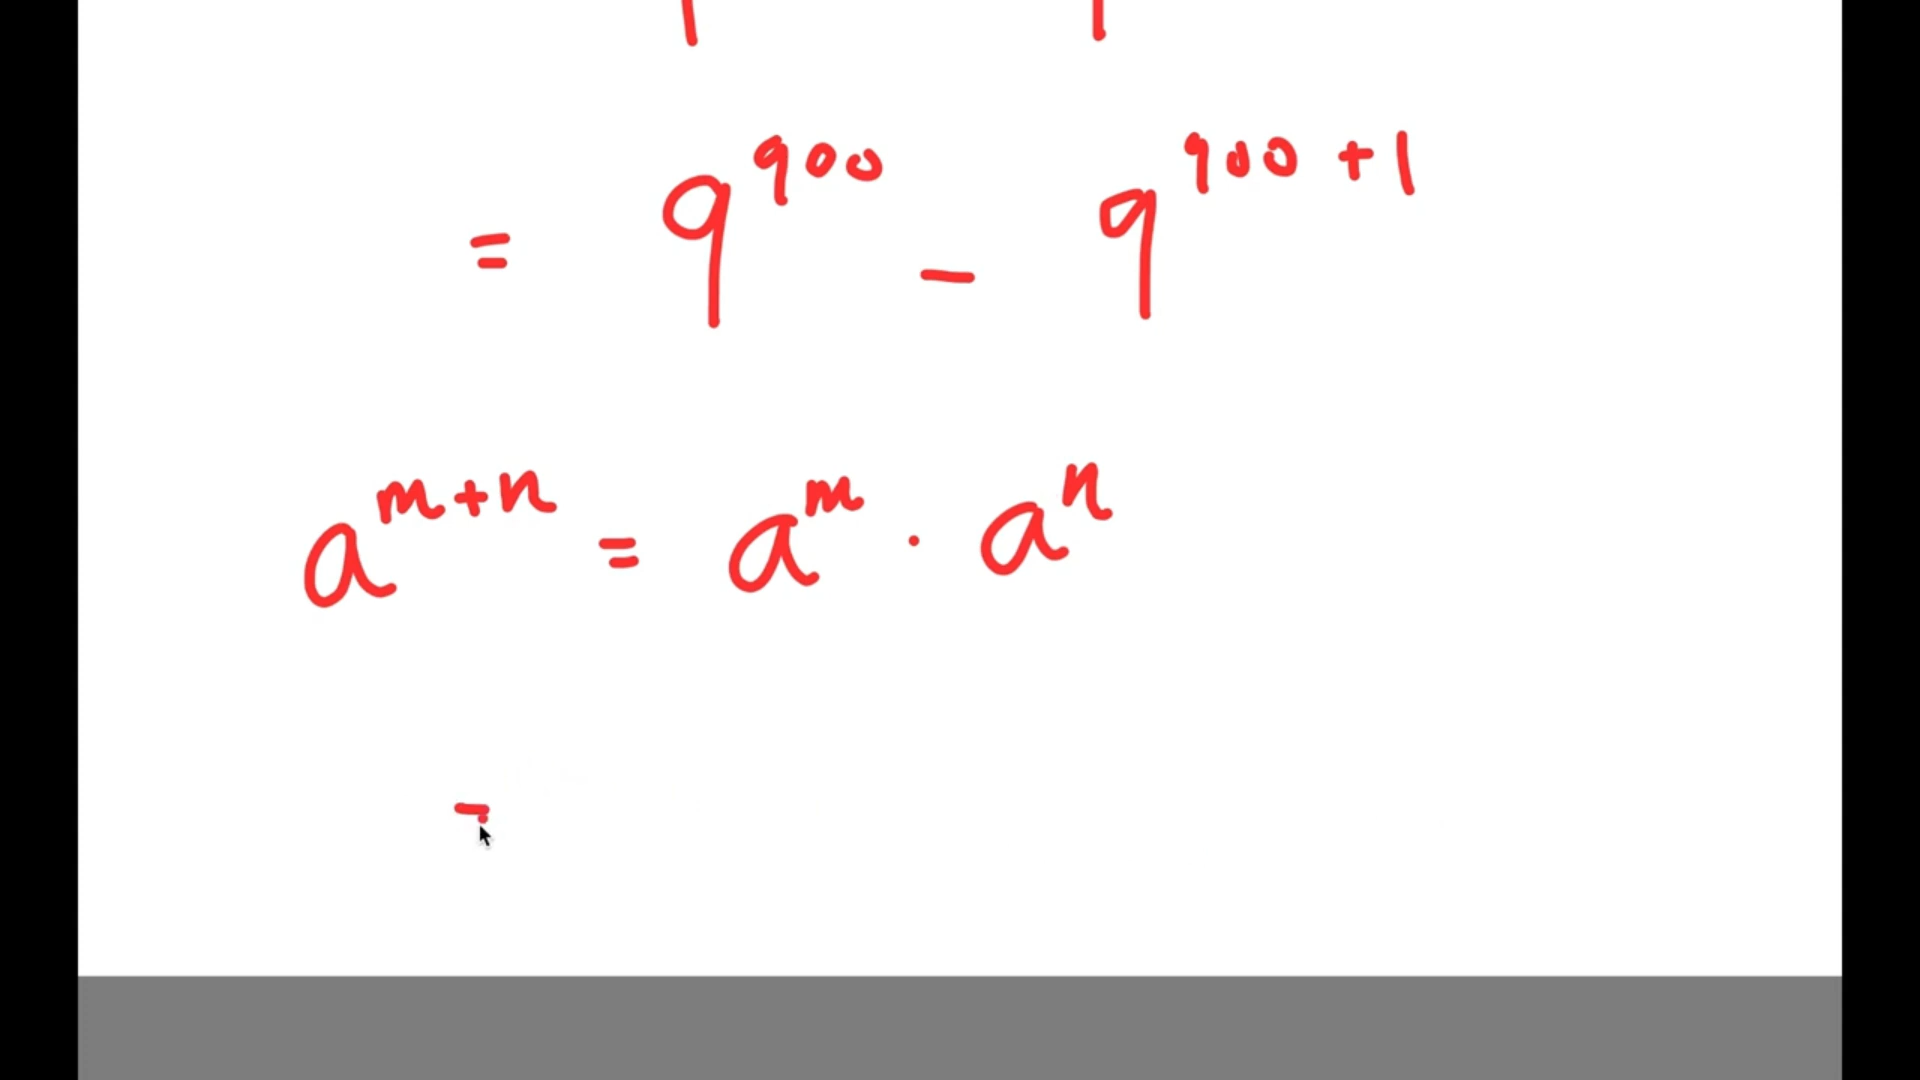 = 9^900 - 9^900+1
a^m+n = a^m · a^n